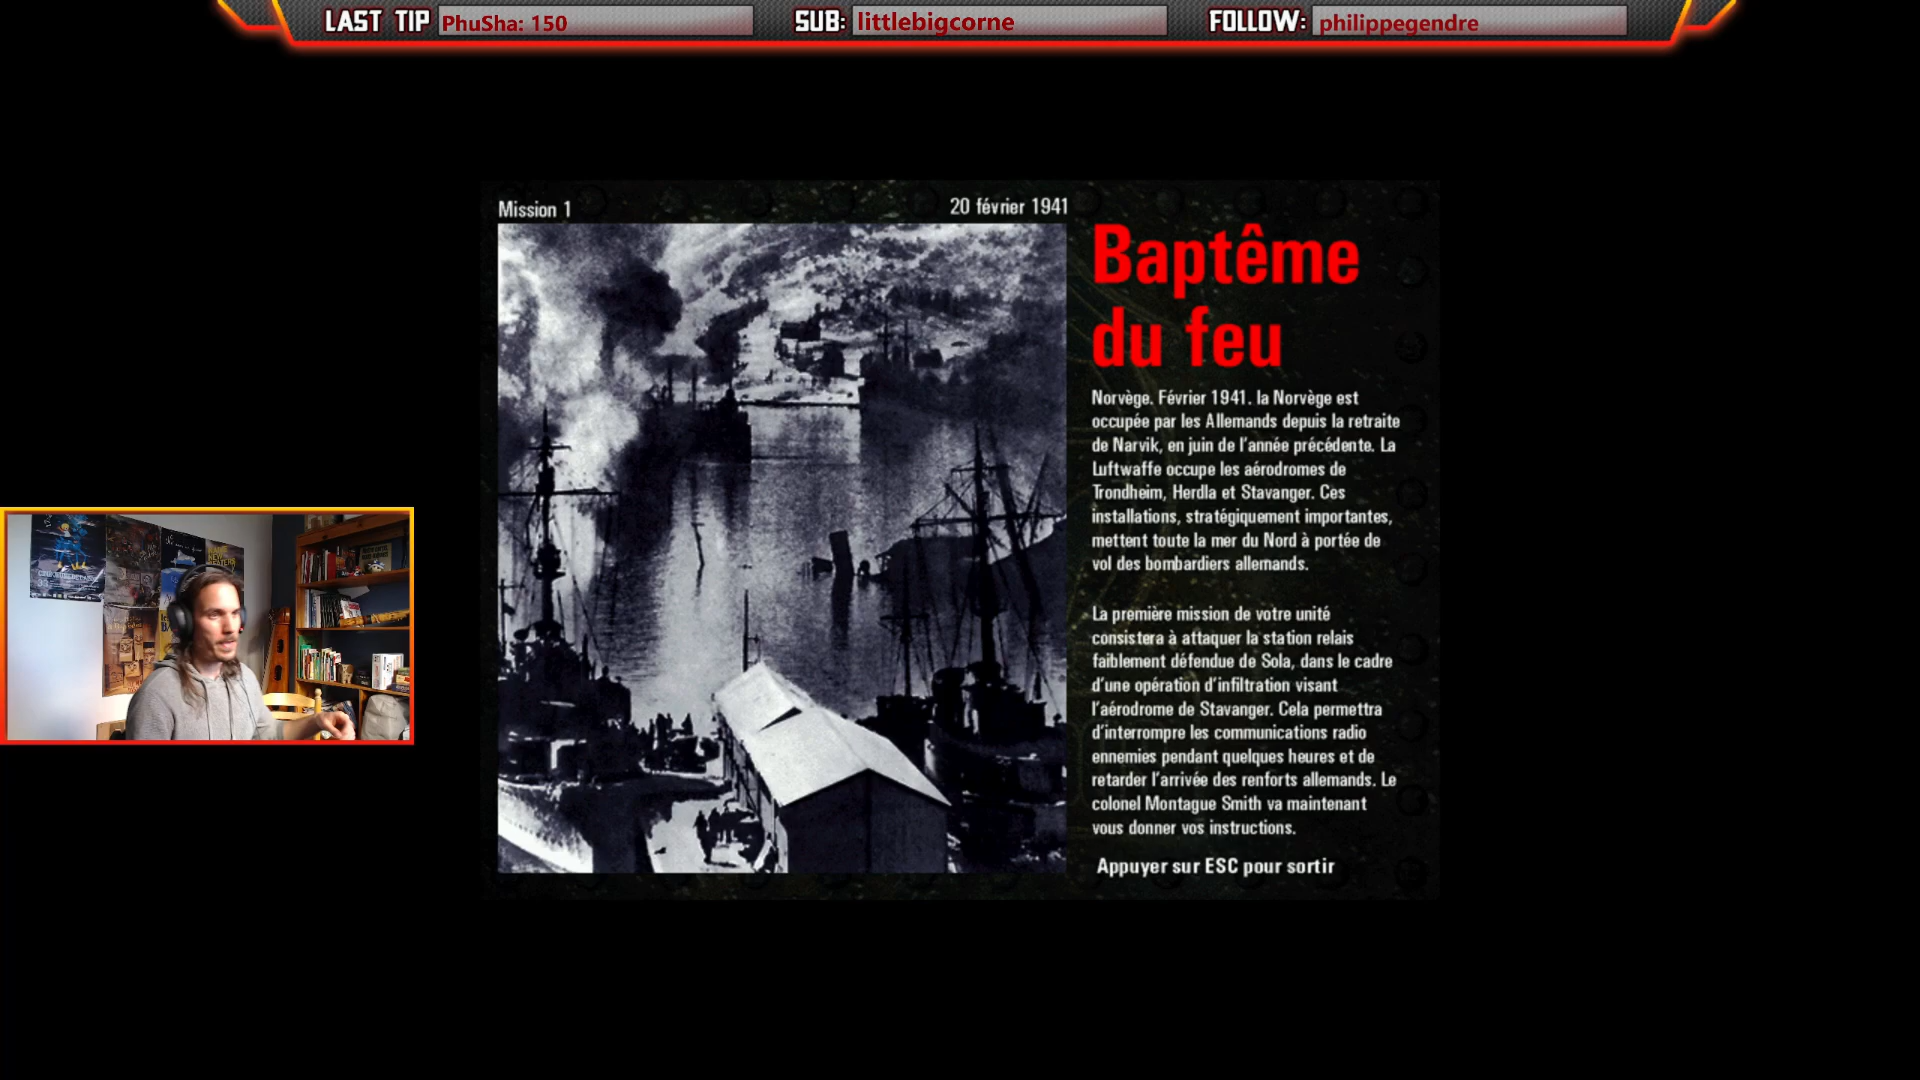 LAST TIP PhuSha: 150 SUB: littlebigcorne FOLLOW: philippegendre
Mission 1 20 février 1941
Baptême
du feu
Norvège. Février 1941. la Norvège est
occupée par les Allemands depuis la retraite
de Narvik, en juin de l'année précédente. La
Luftwaffe occupe les aérodromes de
Trondheim, Herdla et Stavanger. Ces
installations, stratégiquement importantes,
mettent toute la mer du Nord à portée de
vol des bombardiers allemands.
La première mission de votre unité
consistera à attaquer la station relais
faiblement défendue de Sola, dans le cadre
d'une opération d'infiltration visant
l'aérodrome de Stavanger. Cela permettra
d'interrompre les communications radio
ennemies pendant quelques heures et de
retarder l'arrivée des renforts allemands. Le
colonel Montague Smith va maintenant
vous donner vos instructions.
Appuyer sur ESC pour sortir